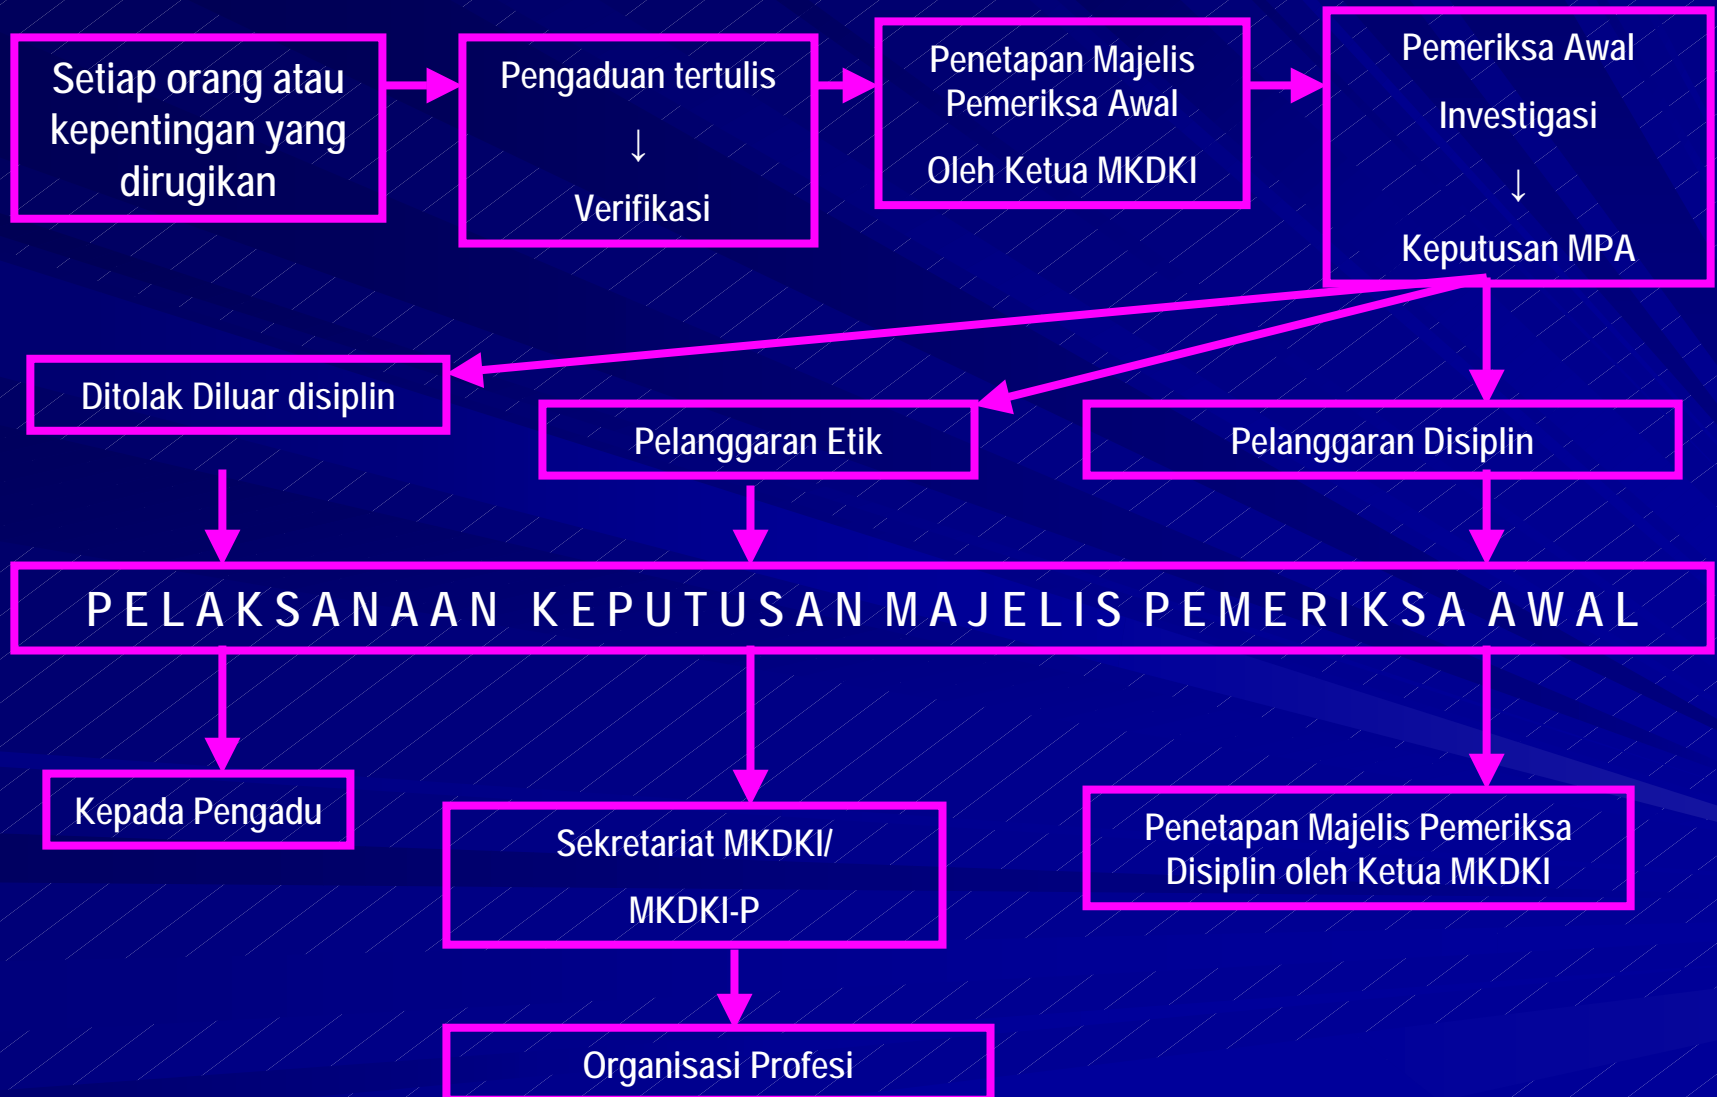 Setiap orang atau
kepentingan yang
dirugikan
Pengaduan tertulis
↓
Verifikasi
Penetapan Majelis
Pemeriksa Awal
Oleh Ketua MKDKI
Pemeriksa Awal
Investigasi
↓
Keputusan MPA
Ditolak Diluar disiplin
Pelanggaran Etik
Pelanggaran Disiplin
PELAKSANAAN KEPUTUSAN MAJELIS PEMERIKSA AWAL
Kepada Pengadu
Sekretariat MKDKI/
MKDKI-P
Penetapan Majelis Pemeriksa
Disiplin oleh Ketua MKDKI
Organisasi Profesi